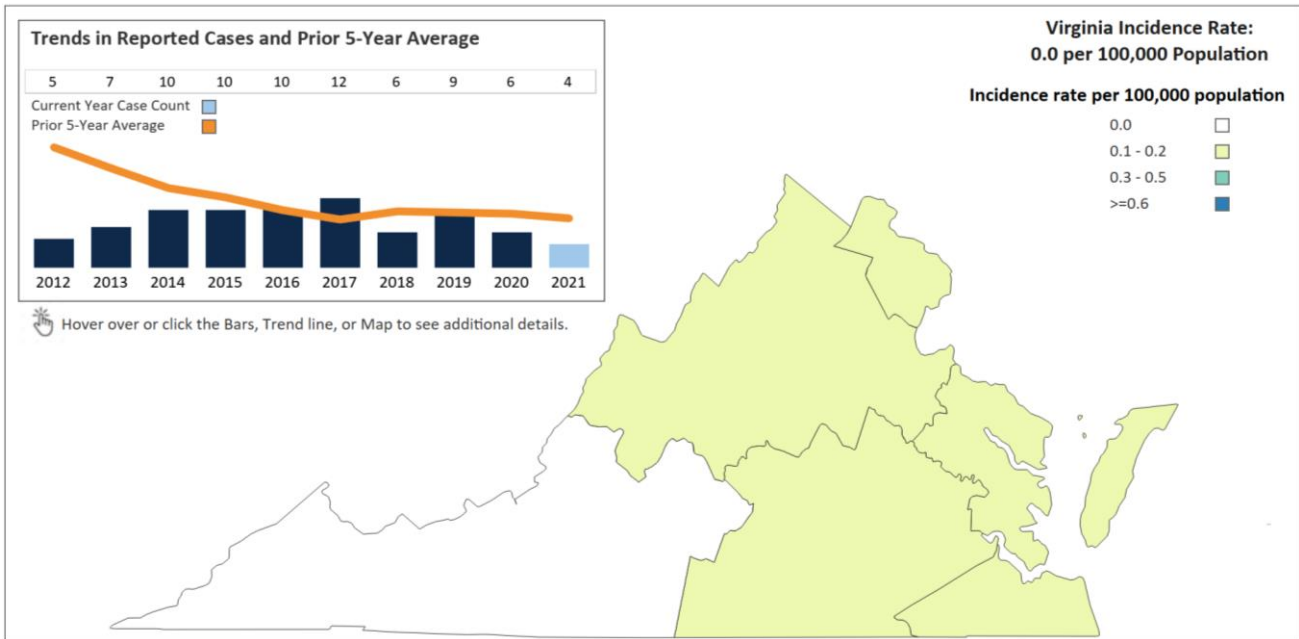 Trends in Reported Cases and Prior 5-Year Average
5 7 10 10 10 12 6 9 6 4
Current Year Case Count
Prior 5-Year Average
2012 2013 2014 2015 2016 2017 2018 2019 2020 2021
Hover over or click the Bars, Trend line, or Map to see additional details.
Virginia Incidence Rate:
0.0 per 100,000 Population
Incidence rate per 100,000 population
0.0
0.1 - 0.2
0.3 - 0.5
>=0.6